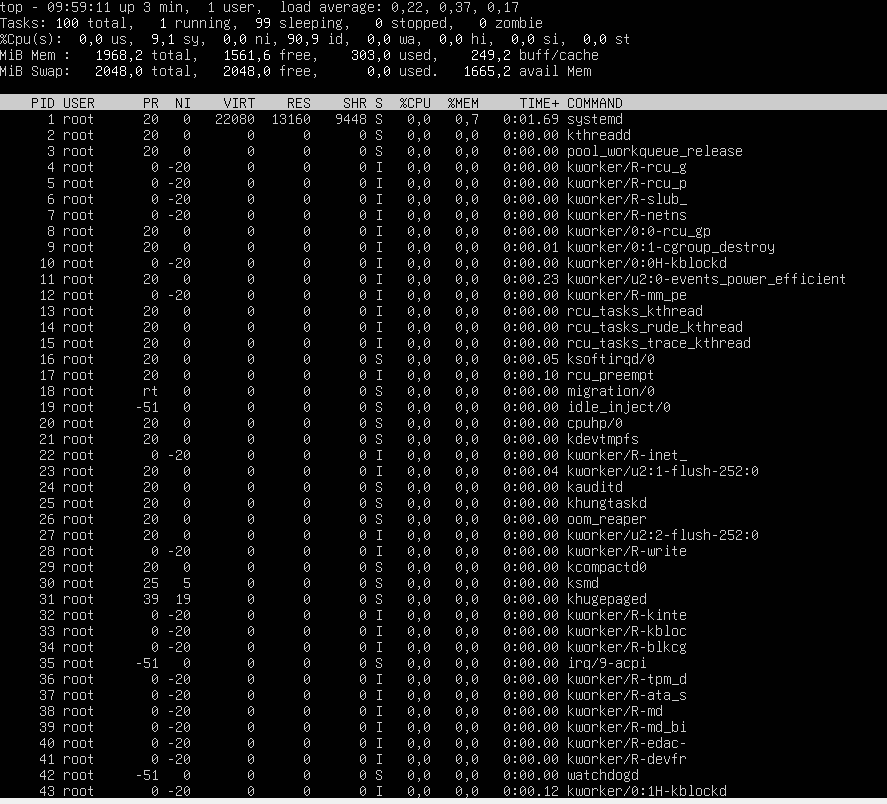 top - 09:59:11 up 3 min,  1 user,  load average: 0,22, 0,37, 0,17
Tasks: 100 total,   1 running,  99 sleeping,   0 stopped,   0 zombie
%Cpu(s):  0,0 us,  9,1 sy,  0,0 ni, 90,9 id,  0,0 wa,  0,0 hi,  0,0 si,  0,0 st
MiB Mem :   1968,2 total,   1561,6 free,    303,0 used,    249,2 buff/cache
MiB Swap:   2048,0 total,   2048,0 free,      0,0 used.   1665,2 avail Mem
PID USER      PR  NI    VIRT    RES    SHR S  %CPU  %MEM     TIME+ COMMAND
1 root      20   0   22080  13160   9448 S   0,0   0,7   0:01.69 systemd
2 root      20   0       0      0      0 S   0,0   0,0   0:00.00 kthreadd
3 root      20   0       0      0      0 S   0,0   0,0   0:00.00 pool_workqueue_release
4 root       0 -20       0      0      0 I   0,0   0,0   0:00.00 kworker/R-rcu_g
5 root       0 -20       0      0      0 I   0,0   0,0   0:00.00 kworker/R-rcu_p
6 root       0 -20       0      0      0 I   0,0   0,0   0:00.00 kworker/R-slub_
7 root       0 -20       0      0      0 I   0,0   0,0   0:00.00 kworker/R-netns
8 root      20   0       0      0      0 I   0,0   0,0   0:00.00 kworker/0:0-rcu_gp
9 root      20   0       0      0      0 I   0,0   0,0   0:00.01 kworker/0:1-cgroup_destroy
10 root       0 -20       0      0      0 I   0,0   0,0   0:00.00 kworker/0:0H-kblockd
11 root      20   0       0      0      0 I   0,0   0,0   0:00.23 kworker/u2:0-events_power_efficient
12 root       0 -20       0      0      0 I   0,0   0,0   0:00.00 kworker/R-mm_pe
13 root      20   0       0      0      0 I   0,0   0,0   0:00.00 rcu_tasks_kthread
14 root      20   0       0      0      0 I   0,0   0,0   0:00.00 rcu_tasks_rude_kthread
15 root      20   0       0      0      0 I   0,0   0,0   0:00.00 rcu_tasks_trace_kthread
16 root      20   0       0      0      0 S   0,0   0,0   0:00.05 ksoftirqd/0
17 root      20   0       0      0      0 I   0,0   0,0   0:00.10 rcu_preempt
18 root      rt   0       0      0      0 S   0,0   0,0   0:00.00 migration/0
19 root     -51   0       0      0      0 S   0,0   0,0   0:00.00 idle_inject/0
20 root      20   0       0      0      0 S   0,0   0,0   0:00.00 cpuhp/0
21 root      20   0       0      0      0 S   0,0   0,0   0:00.00 kdevtmpfs
22 root       0 -20       0      0      0 I   0,0   0,0   0:00.00 kworker/R-inet_
23 root      20   0       0      0      0 I   0,0   0,0   0:00.04 kworker/u2:1-flush-252:0
24 root      20   0       0      0      0 S   0,0   0,0   0:00.00 kauditd
25 root      20   0       0      0      0 S   0,0   0,0   0:00.00 khungtaskd
26 root      20   0       0      0      0 S   0,0   0,0   0:00.00 oom_reaper
27 root      20   0       0      0      0 I   0,0   0,0   0:00.00 kworker/u2:2-flush-252:0
28 root       0 -20       0      0      0 I   0,0   0,0   0:00.00 kworker/R-write
29 root      20   0       0      0      0 S   0,0   0,0   0:00.00 kcompactd0
30 root      25   5       0      0      0 S   0,0   0,0   0:00.00 ksmd
31 root      39  19       0      0      0 S   0,0   0,0   0:00.00 khugepaged
32 root       0 -20       0      0      0 I   0,0   0,0   0:00.00 kworker/R-kinte
33 root       0 -20       0      0      0 I   0,0   0,0   0:00.00 kworker/R-kbloc
34 root       0 -20       0      0      0 I   0,0   0,0   0:00.00 kworker/R-blkcg
35 root     -51   0       0      0      0 S   0,0   0,0   0:00.00 irq/9-acpi
36 root       0 -20       0      0      0 I   0,0   0,0   0:00.00 kworker/R-tpm_d
37 root       0 -20       0      0      0 I   0,0   0,0   0:00.00 kworker/R-ata_s
38 root       0 -20       0      0      0 I   0,0   0,0   0:00.00 kworker/R-md
39 root       0 -20       0      0      0 I   0,0   0,0   0:00.00 kworker/R-md_bi
40 root       0 -20       0      0      0 I   0,0   0,0   0:00.00 kworker/R-edac-
41 root       0 -20       0      0      0 I   0,0   0,0   0:00.00 kworker/R-devfr
42 root     -51   0       0      0      0 S   0,0   0,0   0:00.00 watchdogd
43 root       0 -20       0      0      0 I   0,0   0,0   0:00.12 kworker/0:1H-kblockd